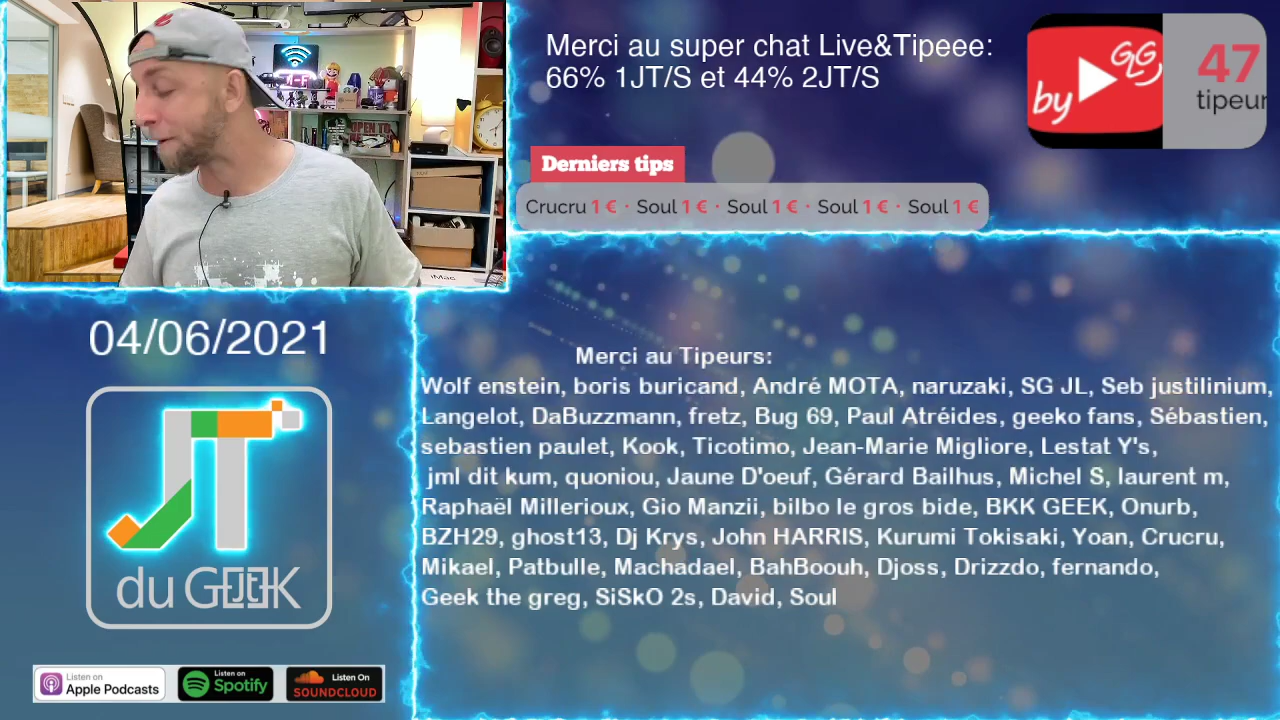 Merci au super chat Live&Tipeee:
66% 1JT/S et 44% 2JT/S
by GLG
47
tipeur
Derniers tips
Crucru 1 € · Soul 1 € · Soul 1 € · Soul 1 € · Soul 1 €
OPEN
iMac
04/06/2021
JT
du GEEK
Merci au Tipeurs:
Wolf enstein, boris buricand, André MOTA, naruzaki, SG JL, Seb justilinium,
Langelot, DaBuzzmann, fretz, Bug 69, Paul Atréides, geeko fans, Sébastien,
sebastien paulet, Kook, Ticotimo, Jean-Marie Migliore, Lestat Y's,
jml dit kum, quoniou, Jaune D'oeuf, Gérard Bailhus, Michel S, laurent m,
Raphaël Millerioux, Gio Manzii, bilbo le gros bide, BKK GEEK, Onurb,
BZH29, ghost13, Dj Krys, John HARRIS, Kurumi Tokisaki, Yoan, Crucru,
Mikael, Patbulle, Machadael, BahBoouh, Djoss, Drizzdo, fernando,
Geek the greg, SiSkO 2s, David, Soul
Listen on
Apple Podcasts
Listen on
Spotify
Listen On
SOUNDCLOUD